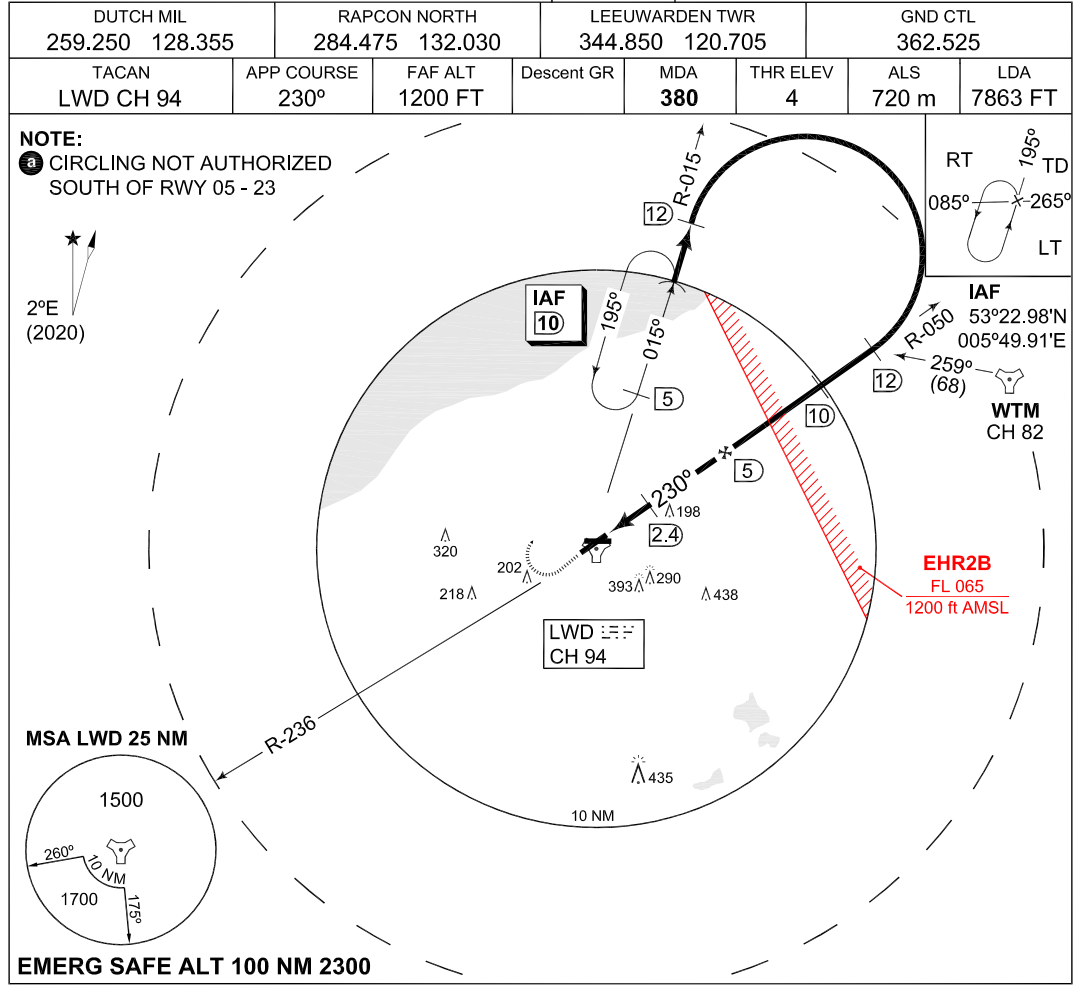 DUTCH MIL
259.250 128.355
RAPCON NORTH
284.475 132.030
LEEUWARDEN TWR
344.850 120.705
GND CTL
362.525
TACAN
LWD CH 94
APP COURSE
230º
FAF ALT
1200 FT
Descent GR
MDA
380
THR ELEV
4
ALS
720 m
LDA
7863 FT
NOTE:
a CIRCLING NOT AUTHORIZED
SOUTH OF RWY 05 - 23
2ºE
(2020)
R-015
12
IAF
10
195º
015º
5
RT
195º
TD
085º
265º
LT
IAF
53º22.98'N
005º49.91'E
R-050
259º
(68)
WTM
CH 82
12
10
5
230º
2.4
198
320
202
218
393
290
438
EHR2B
FL 065
1200 ft AMSL
LWD
CH 94
R-236
435
10 NM
MSA LWD 25 NM
1500
260º
10 NM
1700
175º
EMERG SAFE ALT 100 NM 2300